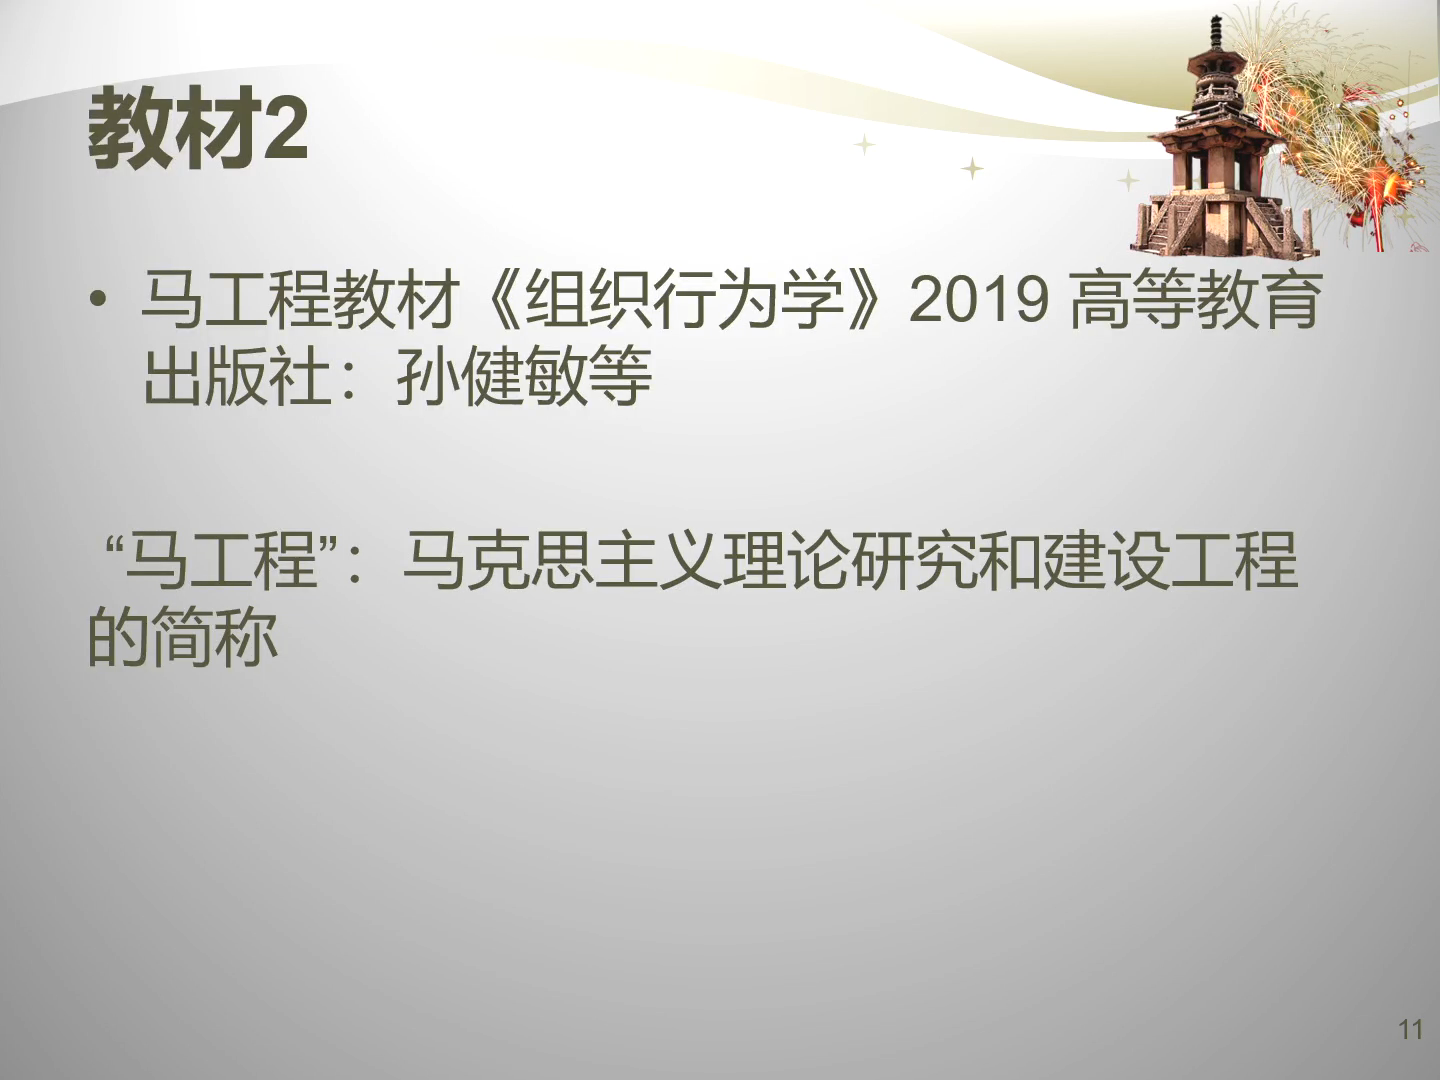 教材2
• 马工程教材《组织行为学》2019 高等教育
出版社：孙健敏等
“马工程”：马克思主义理论研究和建设工程
的简称
11